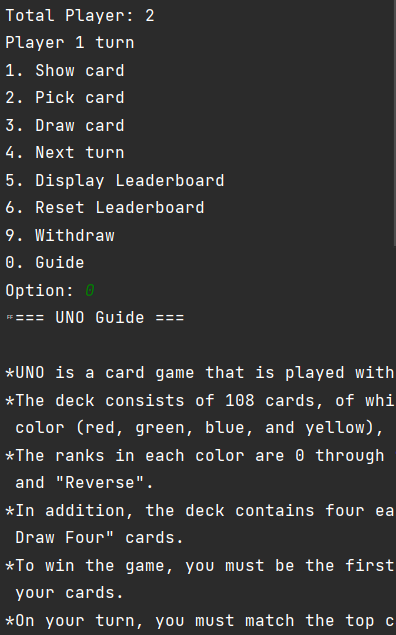 Total Player: 2
Player 1 turn
1. Show card
2. Pick card
3. Draw card
4. Next turn
5. Display Leaderboard
6. Reset Leaderboard
9. Withdraw
0. Guide
Option: 0
=== UNO Guide ===
*UNO is a card game that is played with
*The deck consists of 108 cards, of whi
color (red, green, blue, and yellow),
*The ranks in each color are 0 through
and "Reverse".
*In addition, the deck contains four ea
Draw Four" cards.
*To win the game, you must be the first
your cards.
*On your turn, you must match the top c